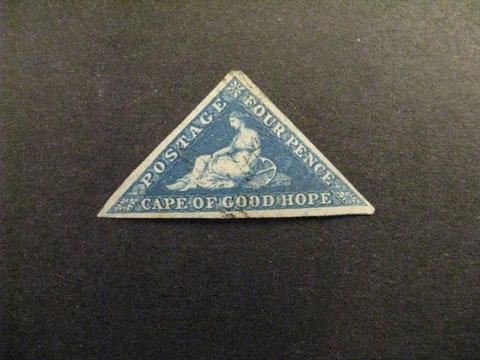 POSTAGE
FOUR PENCE
CAPE OF GOOD HOPE